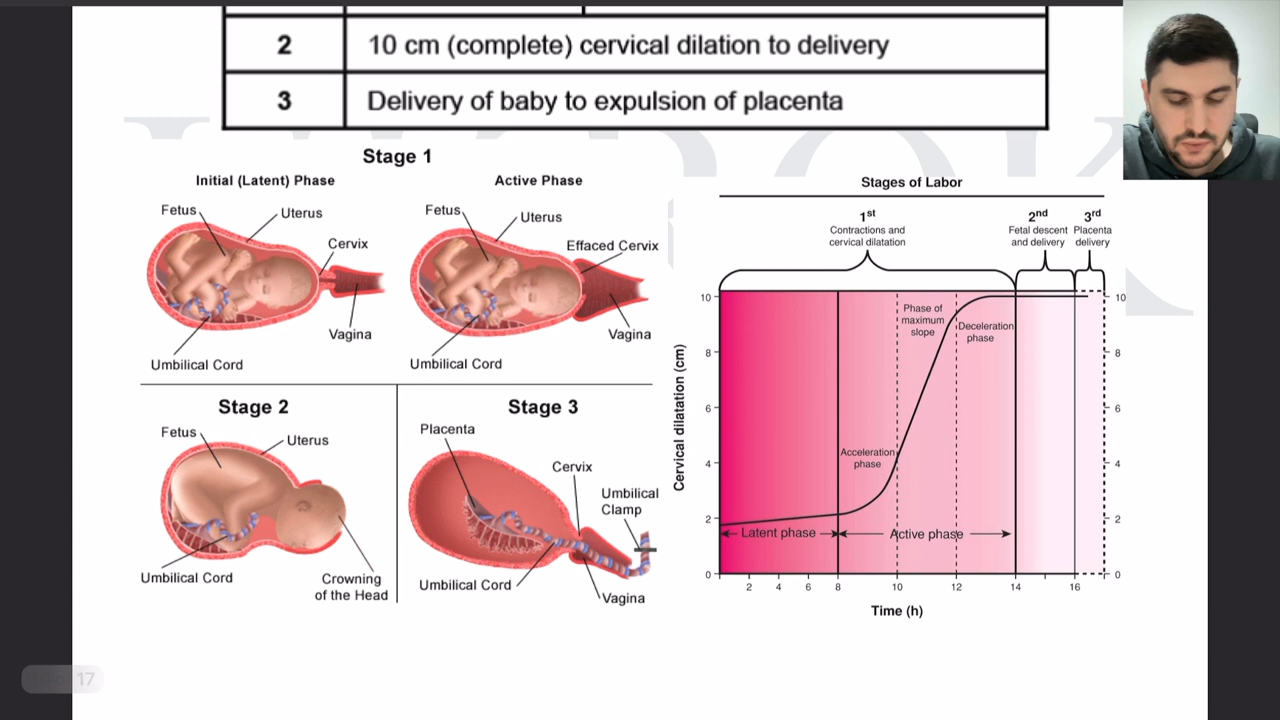 2 10 cm (complete) cervical dilation to delivery
3 Delivery of baby to expulsion of placenta
Stage 1
Initial (Latent) Phase
Active Phase
Fetus
Uterus
Cervix
Vagina
Umbilical Cord
Fetus
Uterus
Effaced Cervix
Vagina
Umbilical Cord
Stage 2
Fetus
Uterus
Umbilical Cord
Crowning
of the Head
Stage 3
Placenta
Cervix
Umbilical
Clamp
Umbilical Cord
Vagina
Stages of Labor
1st
Contractions and
cervical dilatation
2nd
Fetal descent
and delivery
3rd
Placenta
delivery
Cervical dilatation (cm)
10
8
6
4
2
0
Phase of
maximum
slope
Deceleration
phase
Acceleration
phase
Latent phase
Active phase
10
8
6
4
2
0
2 4 6 8 10 12 14 16
Time (h)
17